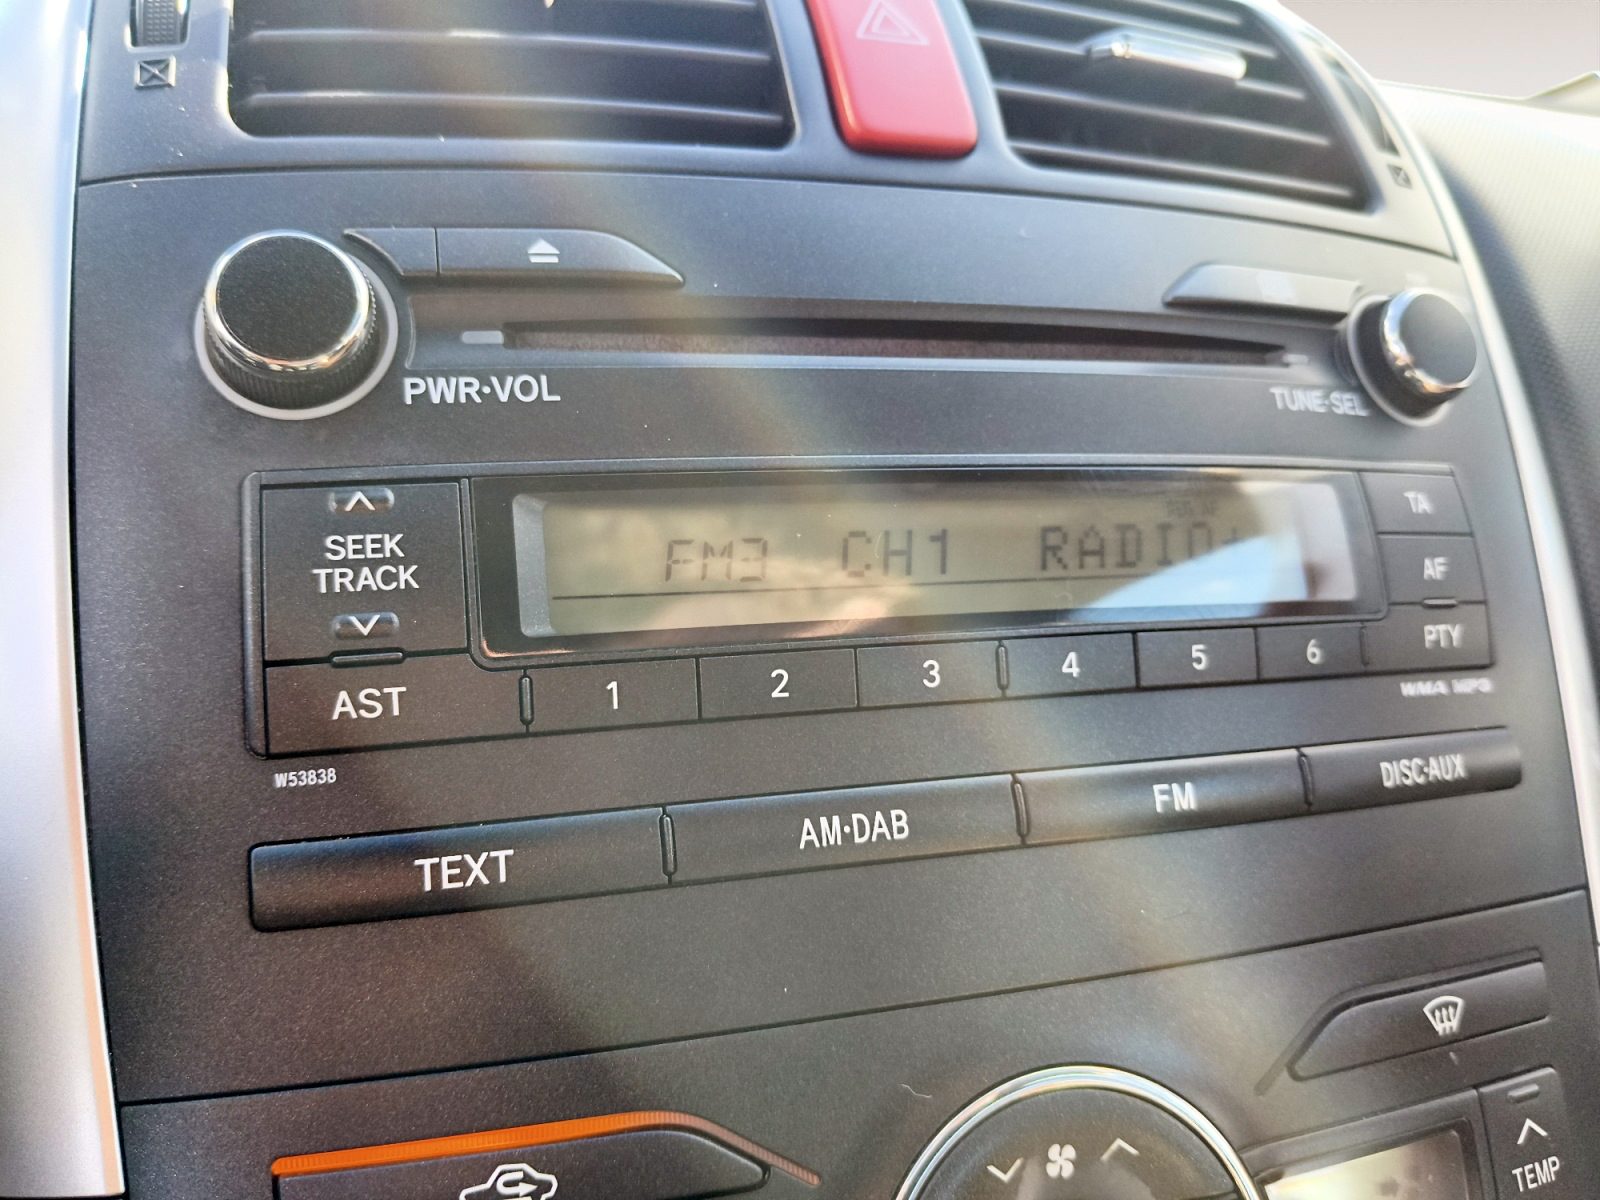 PWR•VOL
TUNE•SEL
SEEK
TRACK
FM3 CH1 RADIO+
TA
AF
PTY
AST
1
2
3
4
5
6
WMA MP3
W53838
TEXT
AM•DAB
FM
DISC•AUX
TEMP